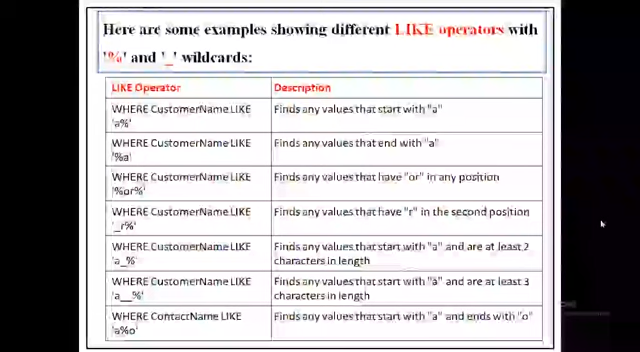 Here are some examples showing different LIKE operators with
'%' and '_' wildcards:
LIKE Operator Description
WHERE CustomerName LIKE Finds any values that start with "a"
'a%'
WHERE CustomerName LIKE Finds any values that end with "a"
'%a'
WHERE CustomerName LIKE Finds any values that have "or" in any position
'%or%'
WHERE CustomerName LIKE Finds any values that have "r" in the second position
'_r%'
WHERE CustomerName LIKE Finds any values that start with "a" and are at least 2
'a_%' characters in length
WHERE CustomerName LIKE Finds any values that start with "a" and are at least 3
'a__%' characters in length
WHERE ContactName LIKE Finds any values that start with "a" and ends with "o"
'a%o'